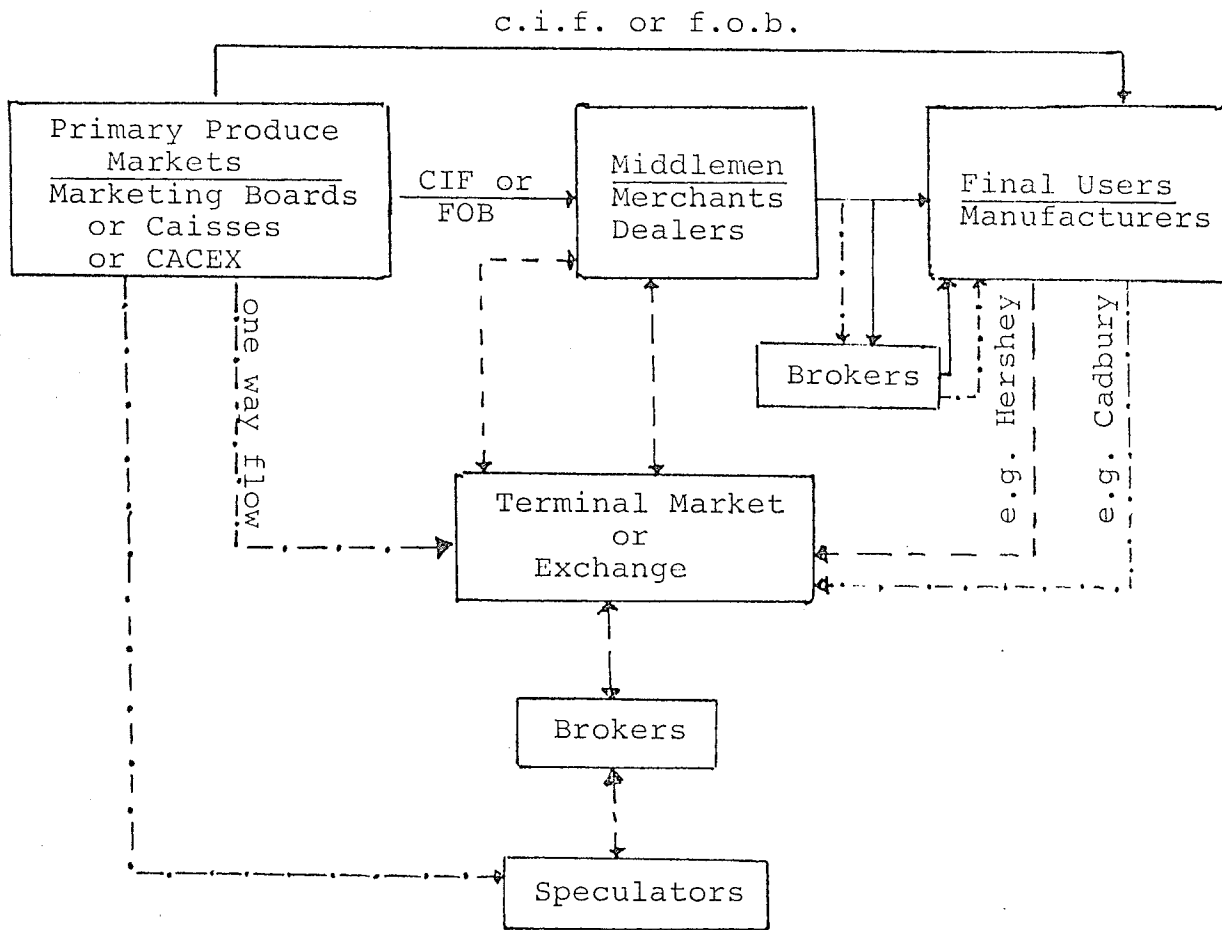 c.i.f. or f.o.b.
Primary Produce
Markets
Marketing Boards
or Caisses
or CACEX
CIF or
FOB
Middlemen
Merchants
Dealers
Final Users
Manufacturers
one way flow
Brokers
e.g. Hershey
e.g. Cadbury
Terminal Market
or
Exchange
Brokers
Speculators